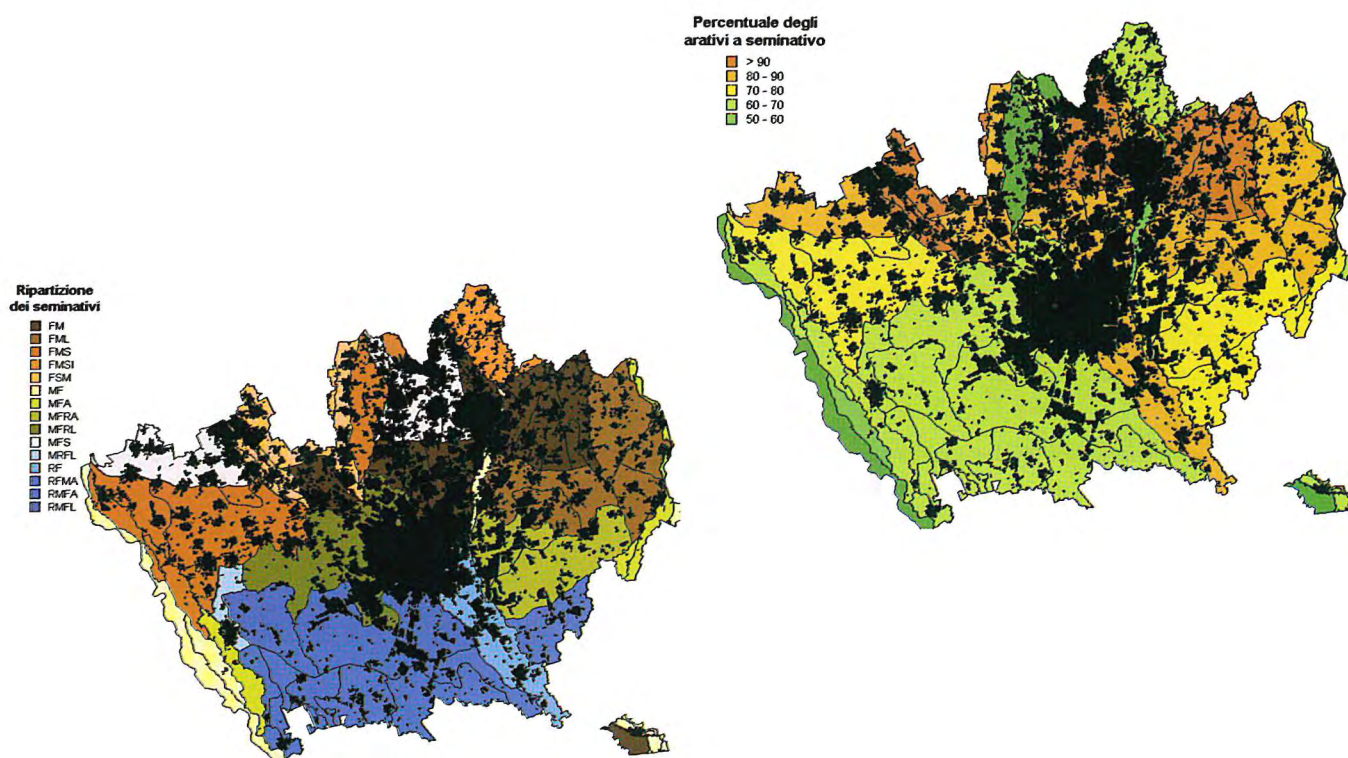 Percentuale degli
arativi a seminativo
> 90
80 - 90
70 - 80
60 - 70
50 - 60
Ripartizione
dei seminativi
FM
FML
FMS
FMSI
FSM
MF
MFA
MFRA
MFRL
MFS
MRFL
RF
RFMA
RMFA
RMFL